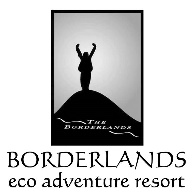 THE
BORDERLANDS
BORDERLANDS
eco adventure resort